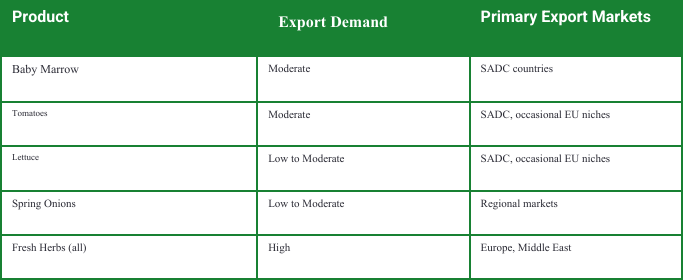 Product Export Demand Primary Export Markets
Baby Marrow Moderate SADC countries
Tomatoes Moderate SADC, occasional EU niches
Lettuce Low to Moderate SADC, occasional EU niches
Spring Onions Low to Moderate Regional markets
Fresh Herbs (all) High Europe, Middle East